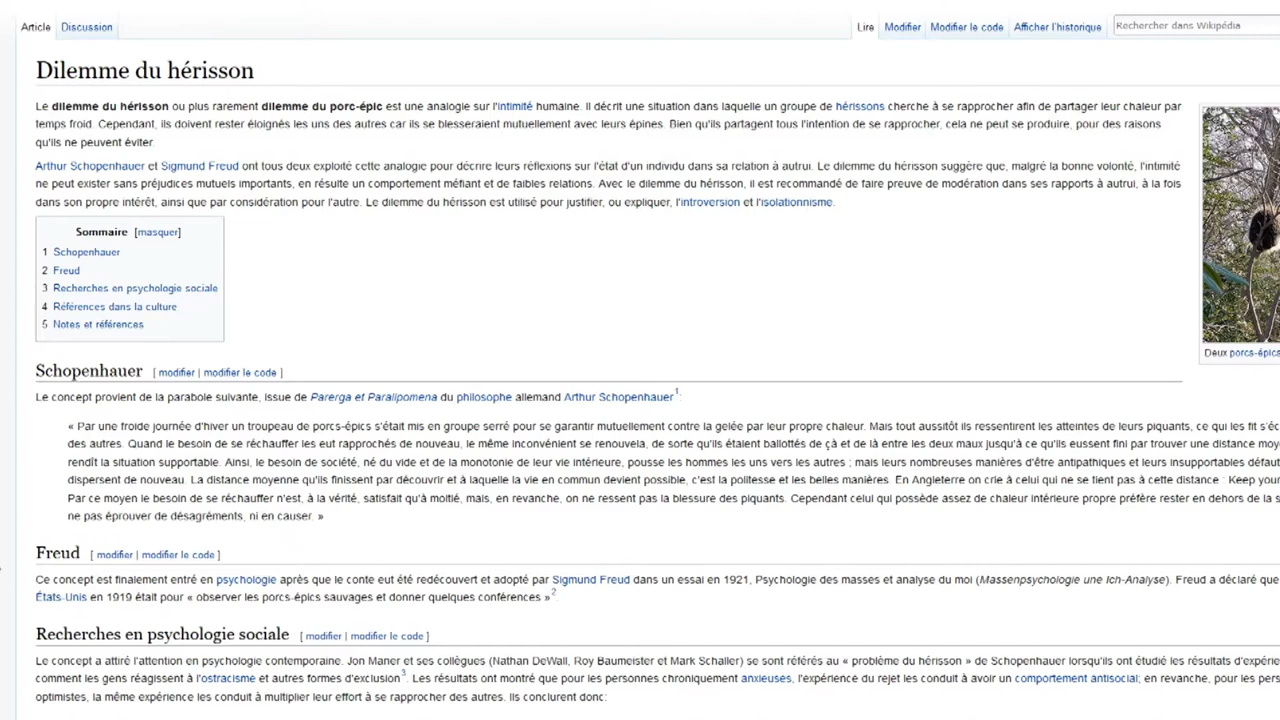 Article Discussion Lire Modifier Modifier le code Afficher l'historique Rechercher dans Wikipédia
Dilemme du hérisson
Le dilemme du hérisson ou plus rarement dilemme du porc-épic est une analogie sur l'intimité humaine. Il décrit une situation dans laquelle un groupe de hérissons cherche à se rapprocher afin de partager leur chaleur par
temps froid. Cependant, ils doivent rester éloignés les uns des autres car ils se blesseraient mutuellement avec leurs épines. Bien qu'ils partagent tous l'intention de se rapprocher, cela ne peut se produire, pour des raisons
qu'ils ne peuvent éviter.
Arthur Schopenhauer et Sigmund Freud ont tous deux exploité cette analogie pour décrire leurs réflexions sur l'état d'un individu dans sa relation à autrui. Le dilemme du hérisson suggère que, malgré la bonne volonté, l'intimité
ne peut exister sans préjudices mutuels importants, en résulte un comportement méfiant et de faibles relations. Avec le dilemme du hérisson, il est recommandé de faire preuve de modération dans ses rapports à autrui, à la fois
dans son propre intérêt, ainsi que par considération pour l'autre. Le dilemme du hérisson est utilisé pour justifier, ou expliquer, l'introversion et l'isolationnisme.
Deux porcs-épics
Sommaire [masquer]
1 Schopenhauer
2 Freud
3 Recherches en psychologie sociale
4 Références dans la culture
5 Notes et références
Schopenhauer [ modifier | modifier le code ]
Le concept provient de la parabole suivante, issue de Parerga et Paralipomena du philosophe allemand Arthur Schopenhauer1:
« Par une froide journée d'hiver un troupeau de porcs-épics s'était mis en groupe serré pour se garantir mutuellement contre la gelée par leur propre chaleur. Mais tout aussitôt ils ressentirent les atteintes de leurs piquants, ce qui les fit
des autres. Quand le besoin de se réchauffer les eut rapprochés de nouveau, le même inconvénient se renouvela, de sorte qu'ils étaient ballottés de çà et de là entre les deux maux jusqu'à ce qu'ils eussent fini par trouver une distance
rendît la situation supportable. Ainsi, le besoin de société, né du vide et de la monotonie de leur vie intérieure, pousse les hommes les uns vers les autres ; mais leurs nombreuses manières d'être antipathiques et leurs insupportables
dispersent de nouveau. La distance moyenne qu'ils finissent par découvrir et à laquelle la vie en commun devient possible, c'est la politesse et les belles manières. En Angleterre on crie à celui qui ne se tient pas à cette distance : Keep your
Par ce moyen le besoin de se réchauffer n'est, à la vérité, satisfait qu'à moitié, mais, en revanche, on ne ressent pas la blessure des piquants. Cependant celui qui possède assez de chaleur intérieure propre préfère rester en dehors de la
ne pas éprouver de désagréments, ni en causer. »
Freud [ modifier | modifier le code ]
Ce concept est finalement entré en psychologie après que le conte eut été redécouvert et adopté par Sigmund Freud dans un essai en 1921, Psychologie des masses et analyse du moi (Massenpsychologie une Ich-Analyse). Freud a déclaré que
États-Unis en 1919 était pour « observer les porcs-épics sauvages et donner quelques conférences »2.
Recherches en psychologie sociale [ modifier | modifier le code ]
Le concept a attiré l'attention en psychologie contemporaine. Jon Maner et ses collègues (Nathan DeWall, Roy Baumeister et Mark Schaller) se sont référés au « problème du hérisson » de Schopenhauer lorsqu'ils ont étudié les résultats
comment les gens réagissent à l'ostracisme et autres formes d'exclusion3. Les résultats ont montré que pour les personnes chroniquement anxieuses, l'expérience du rejet les conduit à avoir un comportement antisocial; en revanche, pour les
optimistes, la même expérience les conduit à multiplier leur effort à se rapprocher des autres. Ils conclurent donc: